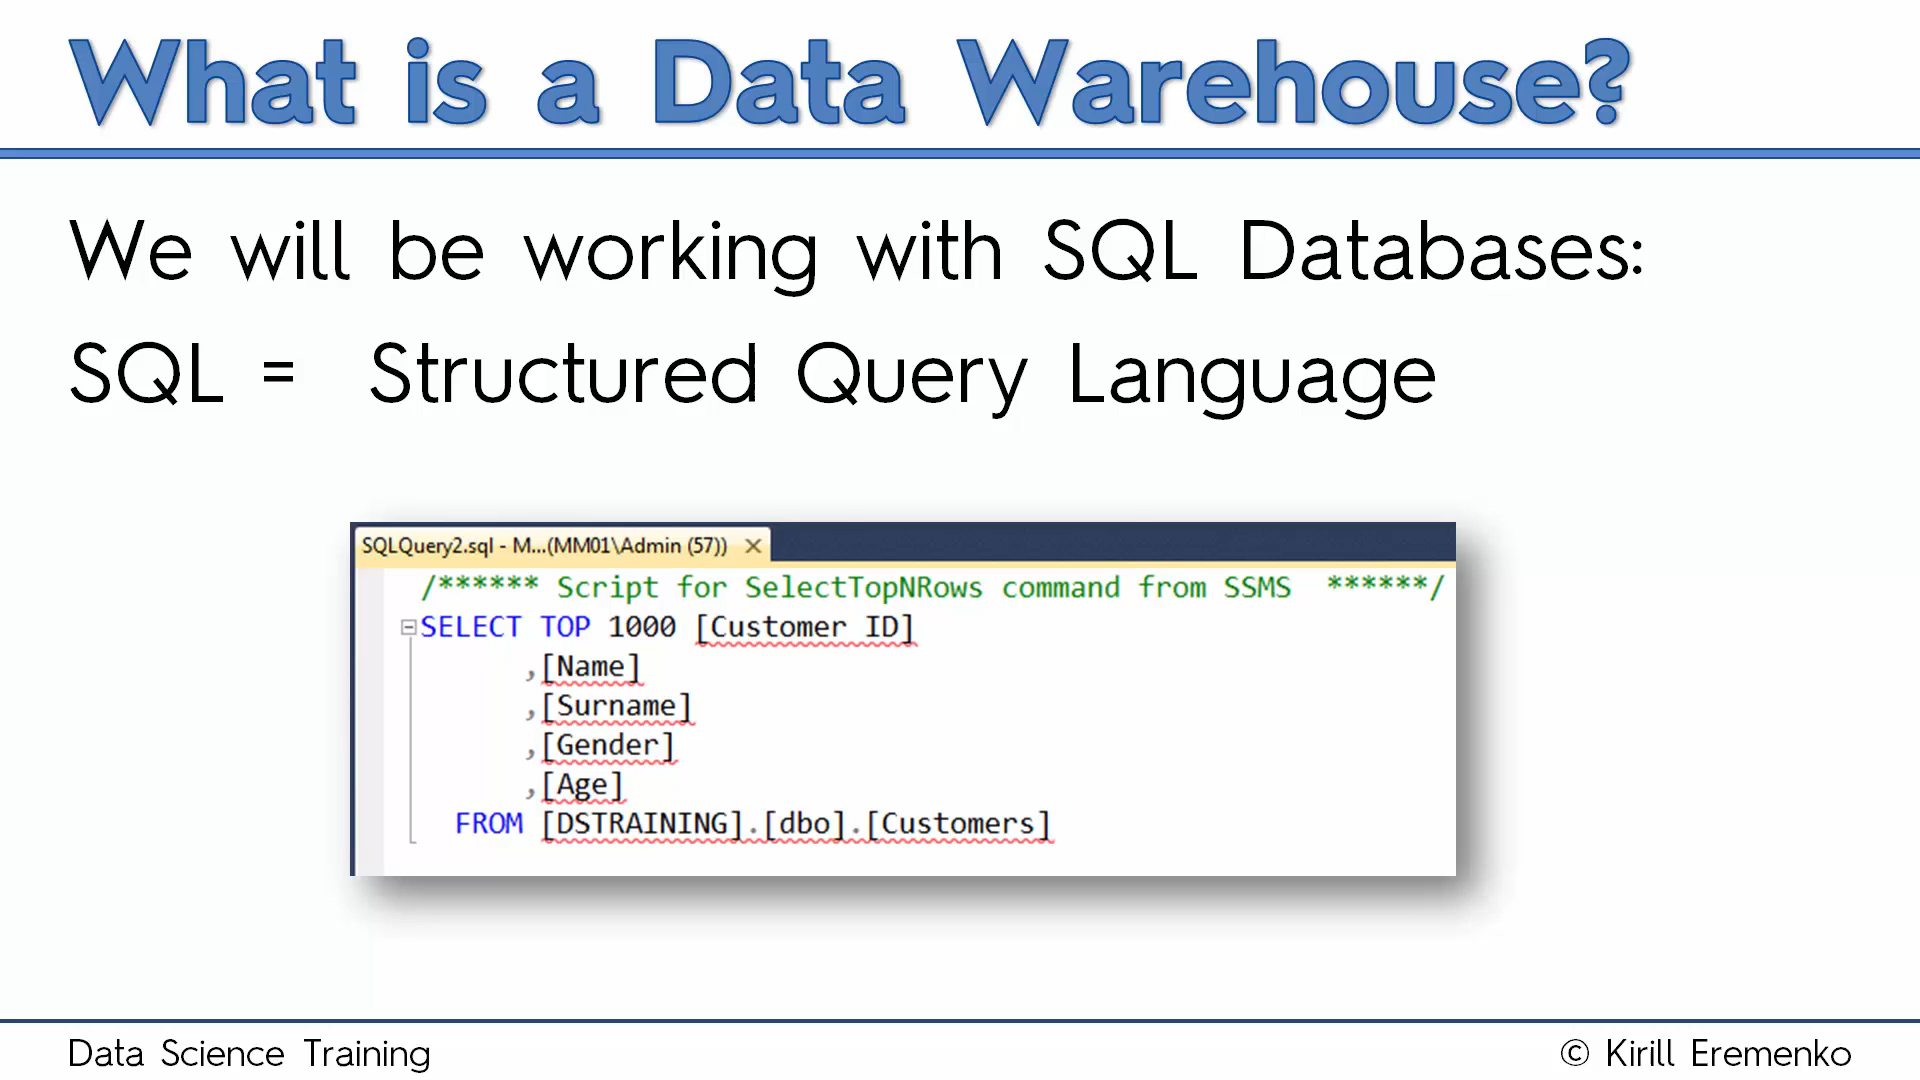 What is a Data Warehouse?
We will be working with SQL Databases:
SQL = Structured Query Language
SQLQuery2.sql - M...(MM01\Admin (57))
/****** Script for SelectTopNRows command from SSMS  ******/
SELECT TOP 1000 [Customer ID]
,[Name]
,[Surname]
,[Gender]
,[Age]
FROM [DSTRAINING].[dbo].[Customers]
Data Science Training
© Kirill Eremenko